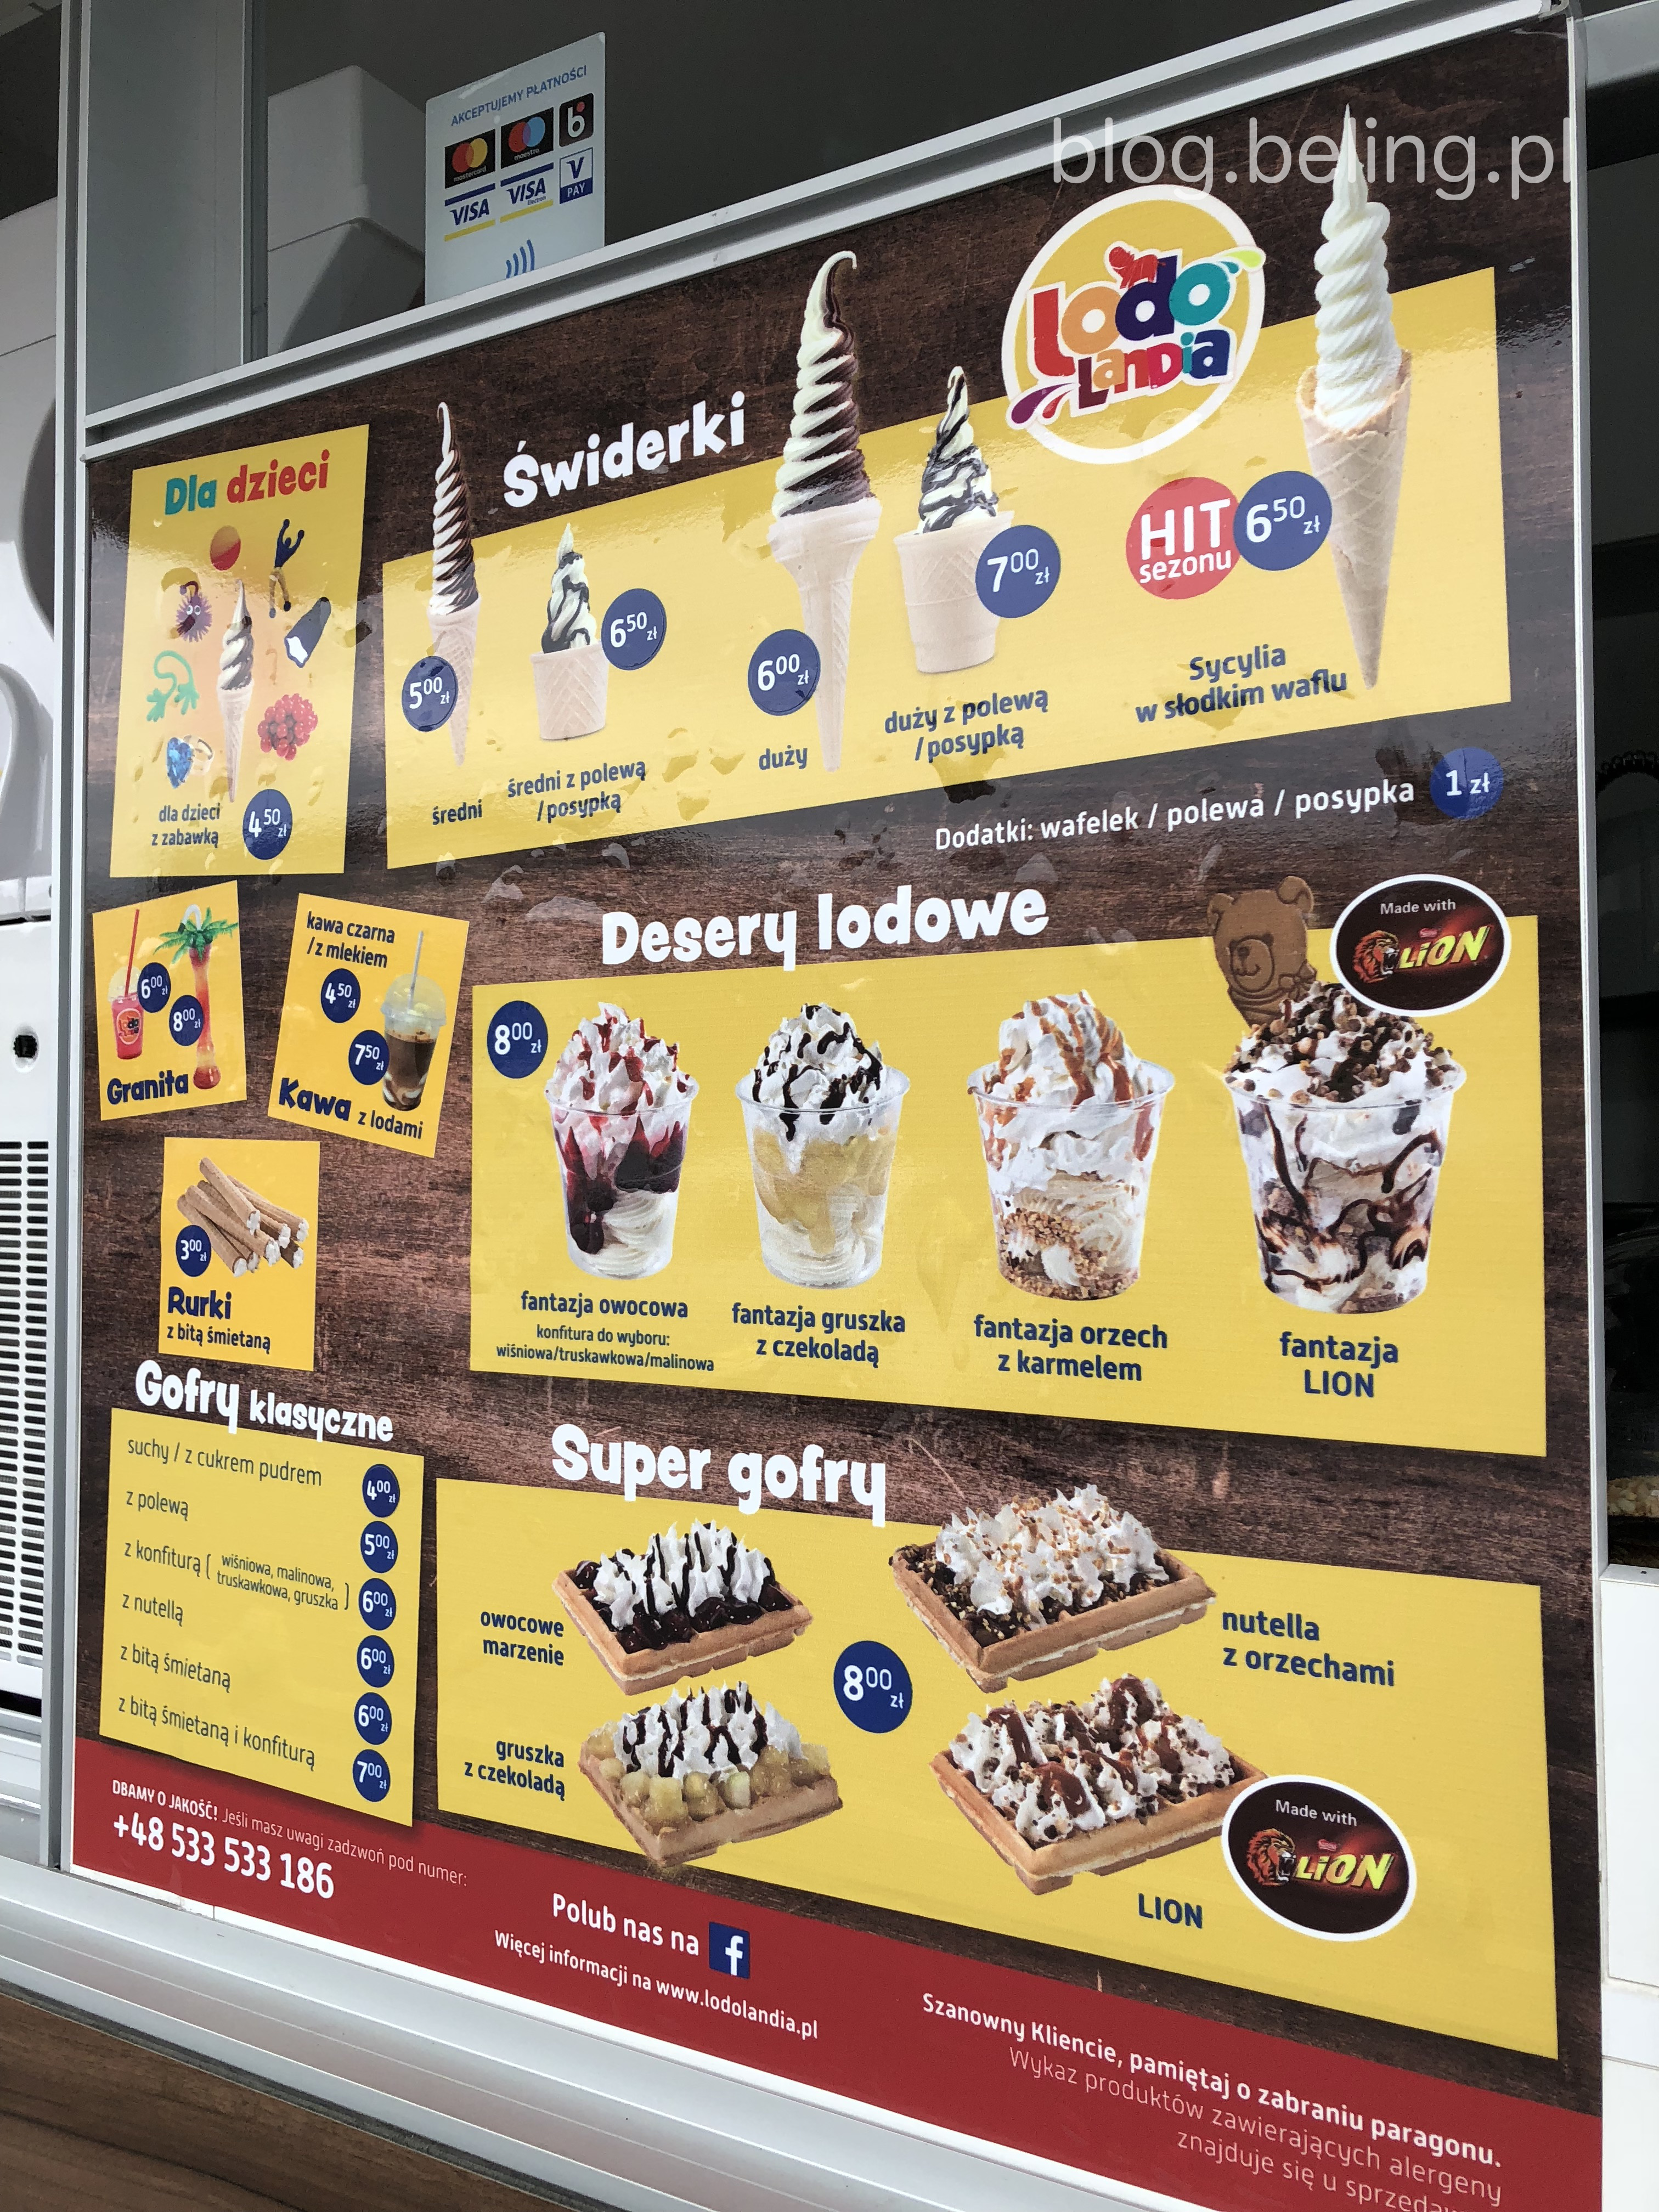 AKCEPTUJEMY PŁATNOŚCI
mastercard
maestro
b
VISA
VISA
Electron
V
PAY
blog.beling.pl
Lodo
Landia
Dla dzieci
dla dzieci
z zabawką
4 50 zł
Świderki
5 00 zł
średni
6 50 zł
średni z polewą
/posypką
6 00 zł
duży
7 00 zł
duży z polewą
/posypką
HIT
sezonu
6 50 zł
Sycylia
w słodkim waflu
Dodatki: wafelek / polewa / posypka 1 zł
6 00 zł
8 00 zł
Granita
kawa czarna
/z mlekiem
4 50 zł
7 50 zł
Kawa z lodami
3 00 zł
Rurki
z bitą śmietaną
Desery lodowe
8 00 zł
Made with
Nestlé
LION
fantazja owocowa
konfitura do wyboru:
wiśniowa/truskawkowa/malinowa
fantazja gruszka
z czekoladą
fantazja orzech
z karmelem
fantazja
LION
Gofry klasyczne
suchy / z cukrem pudrem 4 00 zł
z polewą 5 00 zł
z konfiturą ( wiśniowa, malinowa,
truskawkowa, gruszka ) 6 00 zł
z nutellą 6 00 zł
z bitą śmietaną 6 00 zł
z bitą śmietaną i konfiturą 7 00 zł
Super gofry
owocowe
marzenie
nutella
z orzechami
8 00 zł
gruszka
z czekoladą
LION
Made with
Nestlé
LION
DBAMY O JAKOŚĆ! Jeśli masz uwagi zadzwoń pod numer:
+48 533 533 186
Polub nas na f
Więcej informacji na www.lodolandia.pl
Szanowny Kliencie, pamiętaj o zabraniu paragonu.
Wykaz produktów zawierających alergeny
znajduje się u